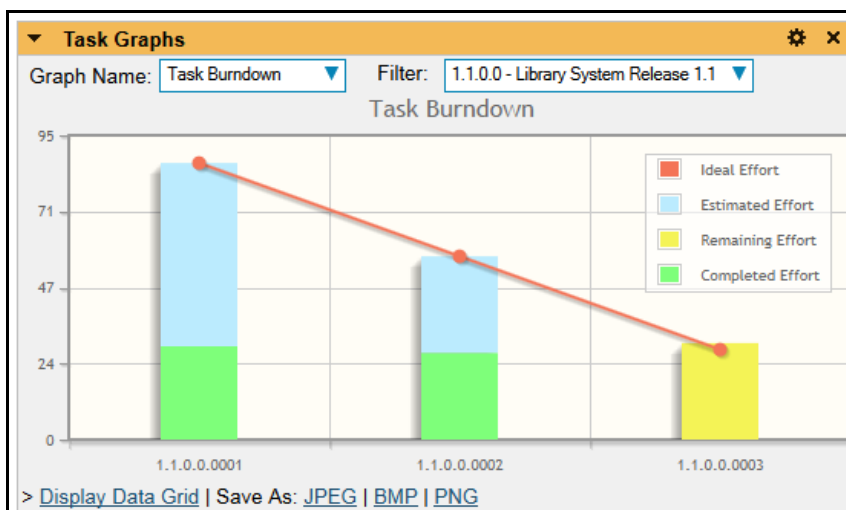 Task Graphs
Graph Name: Task Burndown Filter: 1.1.0.0 - Library System Release 1.1
Task Burndown
95
71
47
24
0
Ideal Effort
Estimated Effort
Remaining Effort
Completed Effort
1.1.0.0.0001 1.1.0.0.0002 1.1.0.0.0003
> Display Data Grid | Save As: JPEG | BMP | PNG